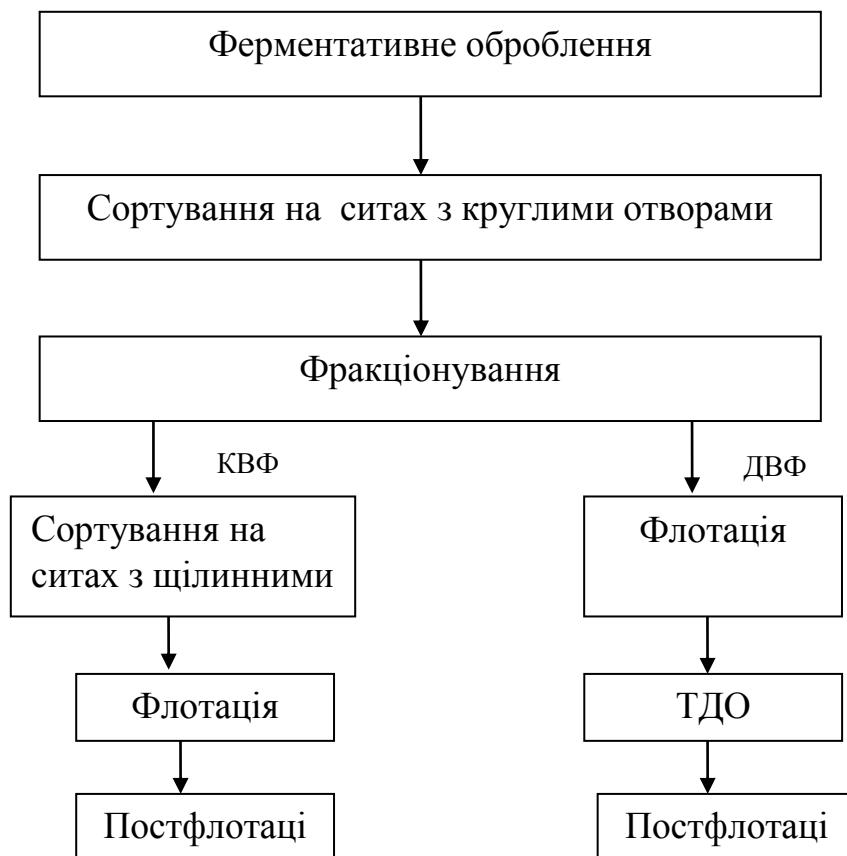 Ферментативне оброблення
Сортування на ситах з круглими отворами
Фракціонування
КВФ
ДВФ
Сортування на
ситах з щілинними
Флотація
Флотація
ТДО
Постфлотаці
Постфлотаці